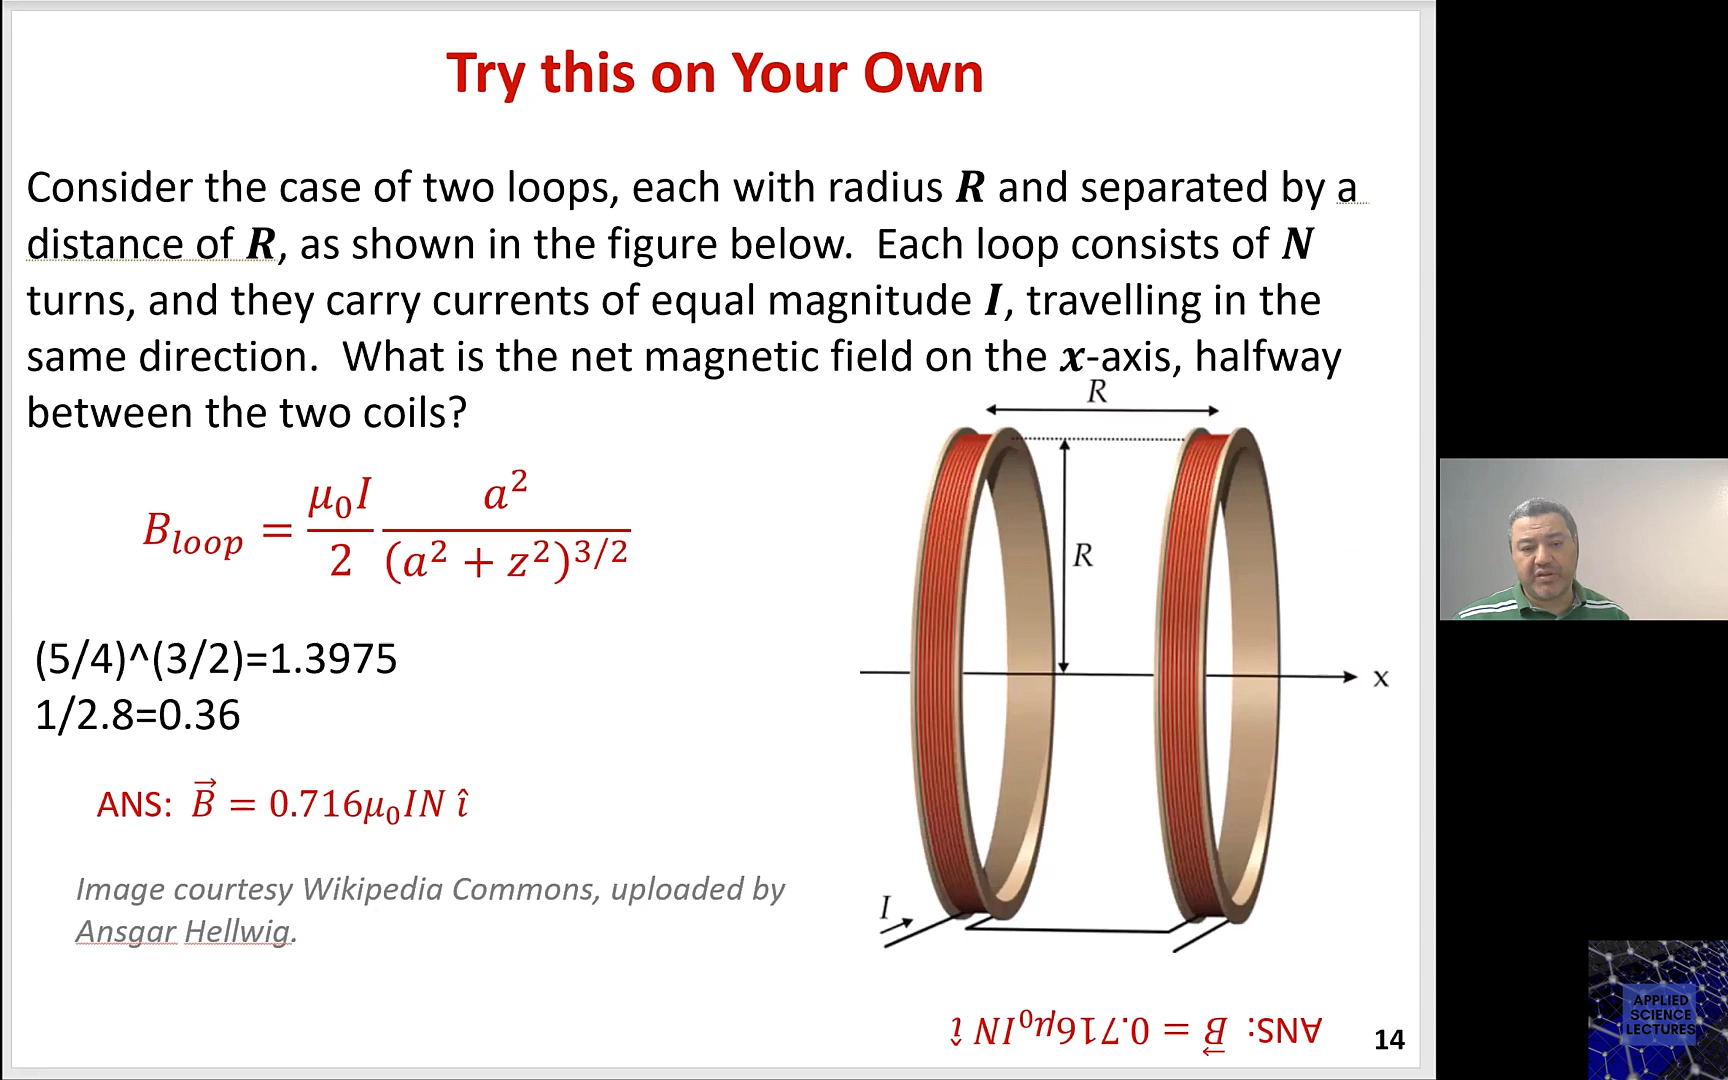 Try this on Your Own
Consider the case of two loops, each with radius R and separated by a
distance of R, as shown in the figure below. Each loop consists of N
turns, and they carry currents of equal magnitude I, travelling in the
same direction. What is the net magnetic field on the x-axis, halfway
between the two coils?
B_loop = μ₀I/2 a²/(a² + z²)^3/2
(5/4)^(3/2)=1.3975
1/2.8=0.36
ANS: B⃗ = 0.716μ₀IN î
Image courtesy Wikipedia Commons, uploaded by
Ansgar Hellwig.
R
R
x
I
ANS: B⃗ = 0.716μ₀IN î
14
APPLIED
SCIENCE
LECTURES